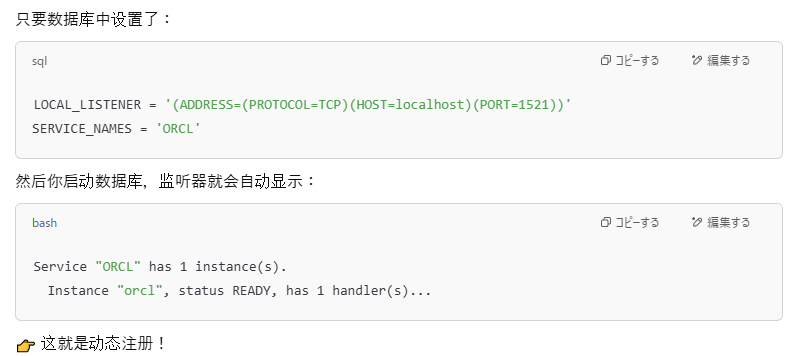 只要数据库中设置了：
sql コピーする 編集する
LOCAL_LISTENER = '(ADDRESS=(PROTOCOL=TCP)(HOST=localhost)(PORT=1521))'
SERVICE_NAMES = 'ORCL'
然后你启动数据库，监听器就会自动显示：
bash コピーする 編集する
Service "ORCL" has 1 instance(s).
  Instance "orcl", status READY, has 1 handler(s)...
👉 这就是动态注册！